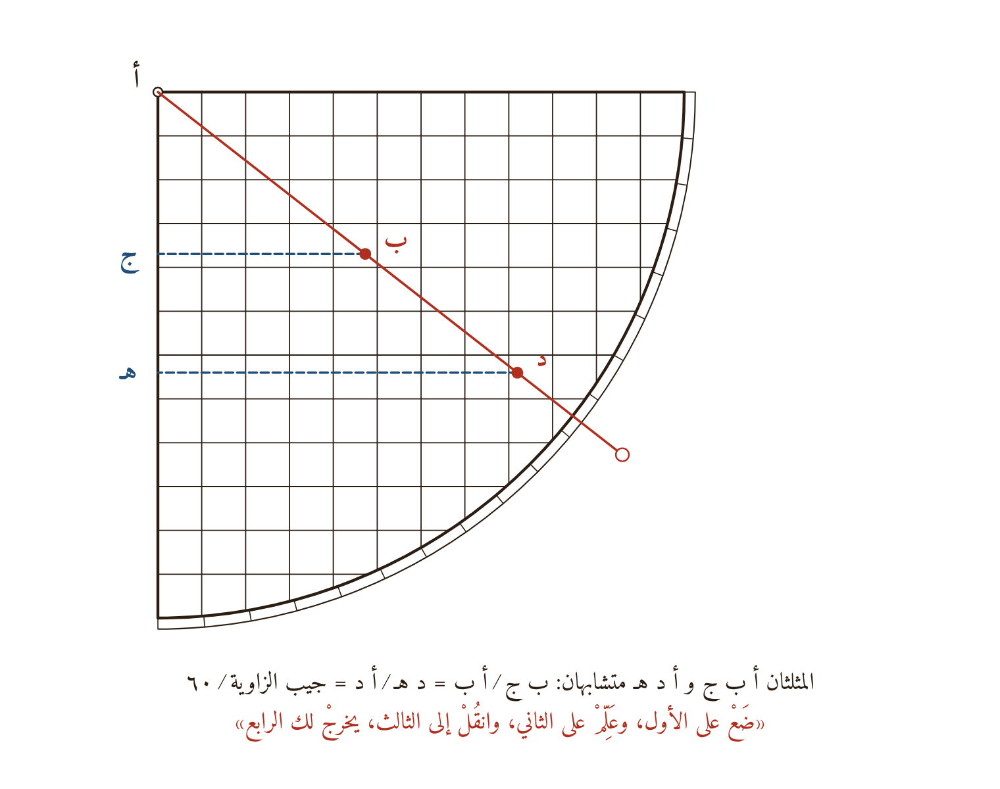 أ
ب
ج
د
هـ
المثلثان أ ب ج و أ د هـ متشابهان: ب ج / أ ب = د هـ / أ د = جيب الزاوية / ٦٠
«ضَعْ على الأول، وعَلِّمْ على الثاني، وانقُلْ إلى الثالث، يخرجْ لك الرابع»